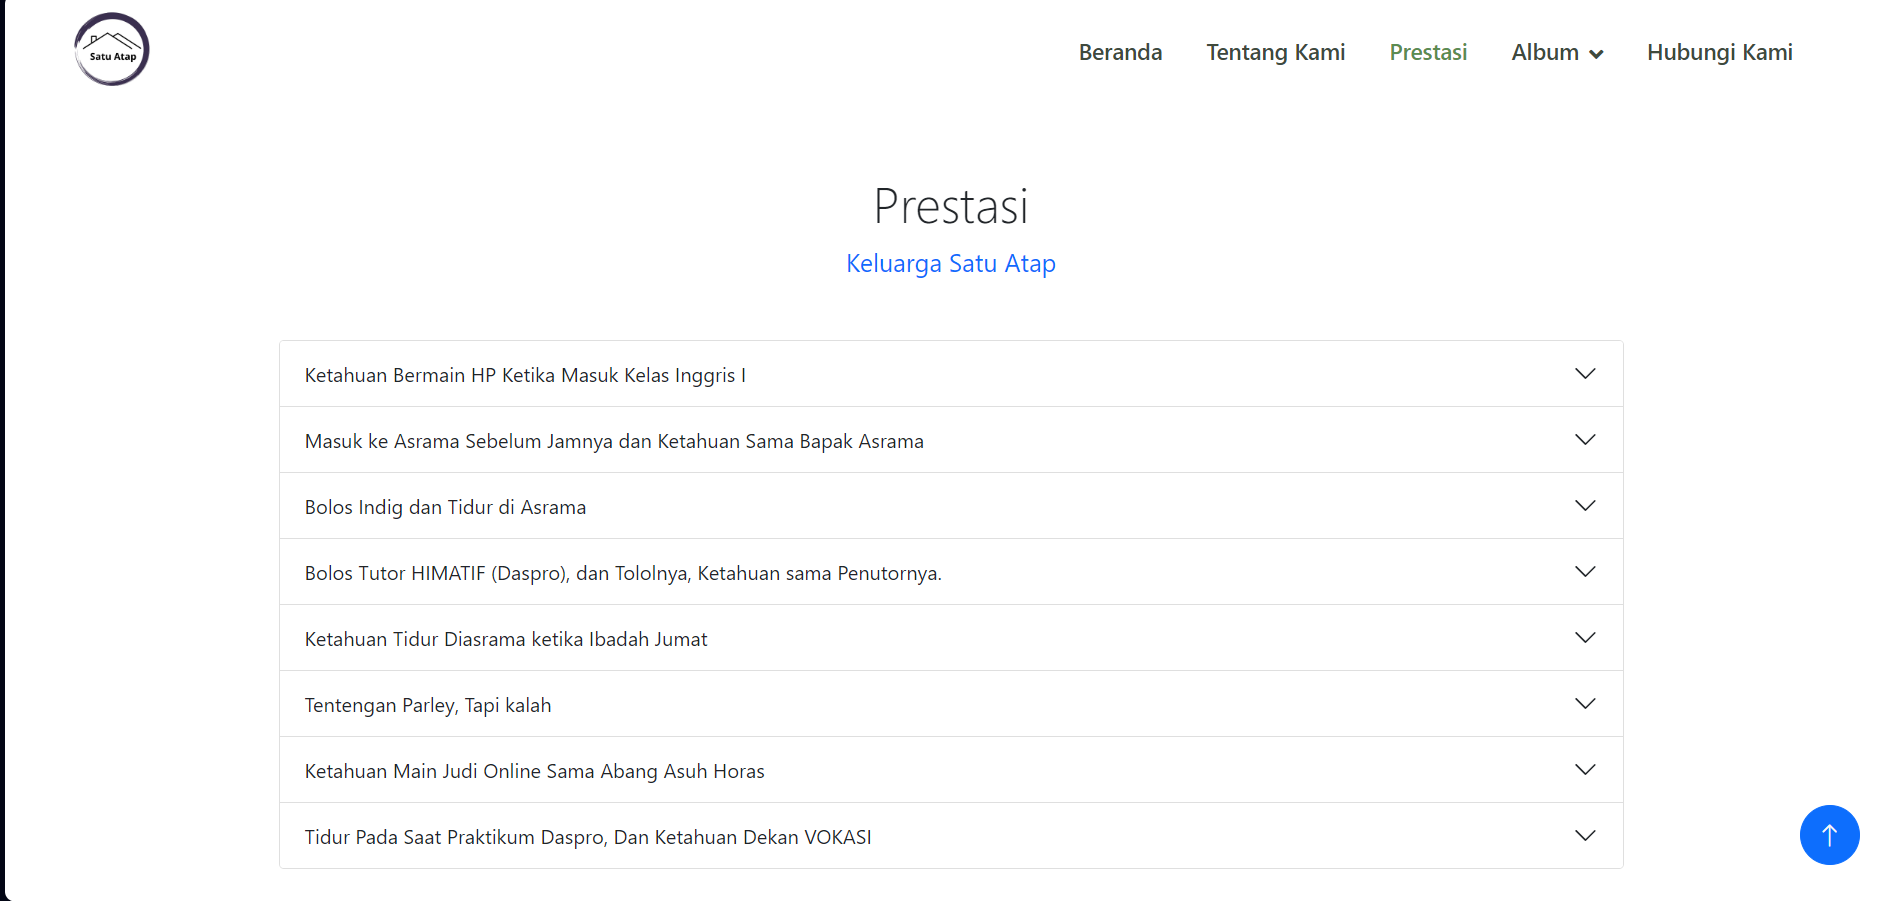 Satu Atap
Beranda
Tentang Kami
Prestasi
Album
Hubungi Kami
Prestasi
Keluarga Satu Atap
Ketahuan Bermain HP Ketika Masuk Kelas Inggris I
Masuk ke Asrama Sebelum Jamnya dan Ketahuan Sama Bapak Asrama
Bolos Indig dan Tidur di Asrama
Bolos Tutor HIMATIF (Daspro), dan Tololnya, Ketahuan sama Penutornya.
Ketahuan Tidur Diasrama ketika Ibadah Jumat
Tentengan Parley, Tapi kalah
Ketahuan Main Judi Online Sama Abang Asuh Horas
Tidur Pada Saat Praktikum Daspro, Dan Ketahuan Dekan VOKASI